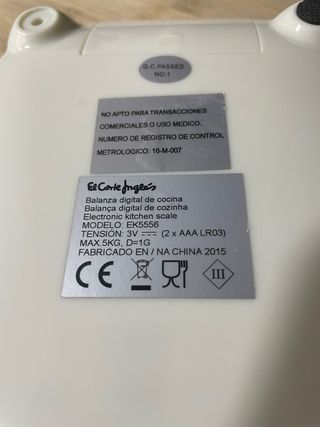 Q.C. PASSED
NO.1
NO APTO PARA TRANSACCIONES
COMERCIALES O USO MEDICO.
NUMERO DE REGISTRO DE CONTROL
METROLOGICO: 16-M-007
El Corte Inglés
Balanza digital de cocina
Balança digital de cozinha
Electronic kitchen scale
MODELO: EK5556
TENSIÓN: 3V ⎓ (2 x AAA LR03)
MAX.5KG, D=1G
FABRICADO EN / NA CHINA 2015
CE III